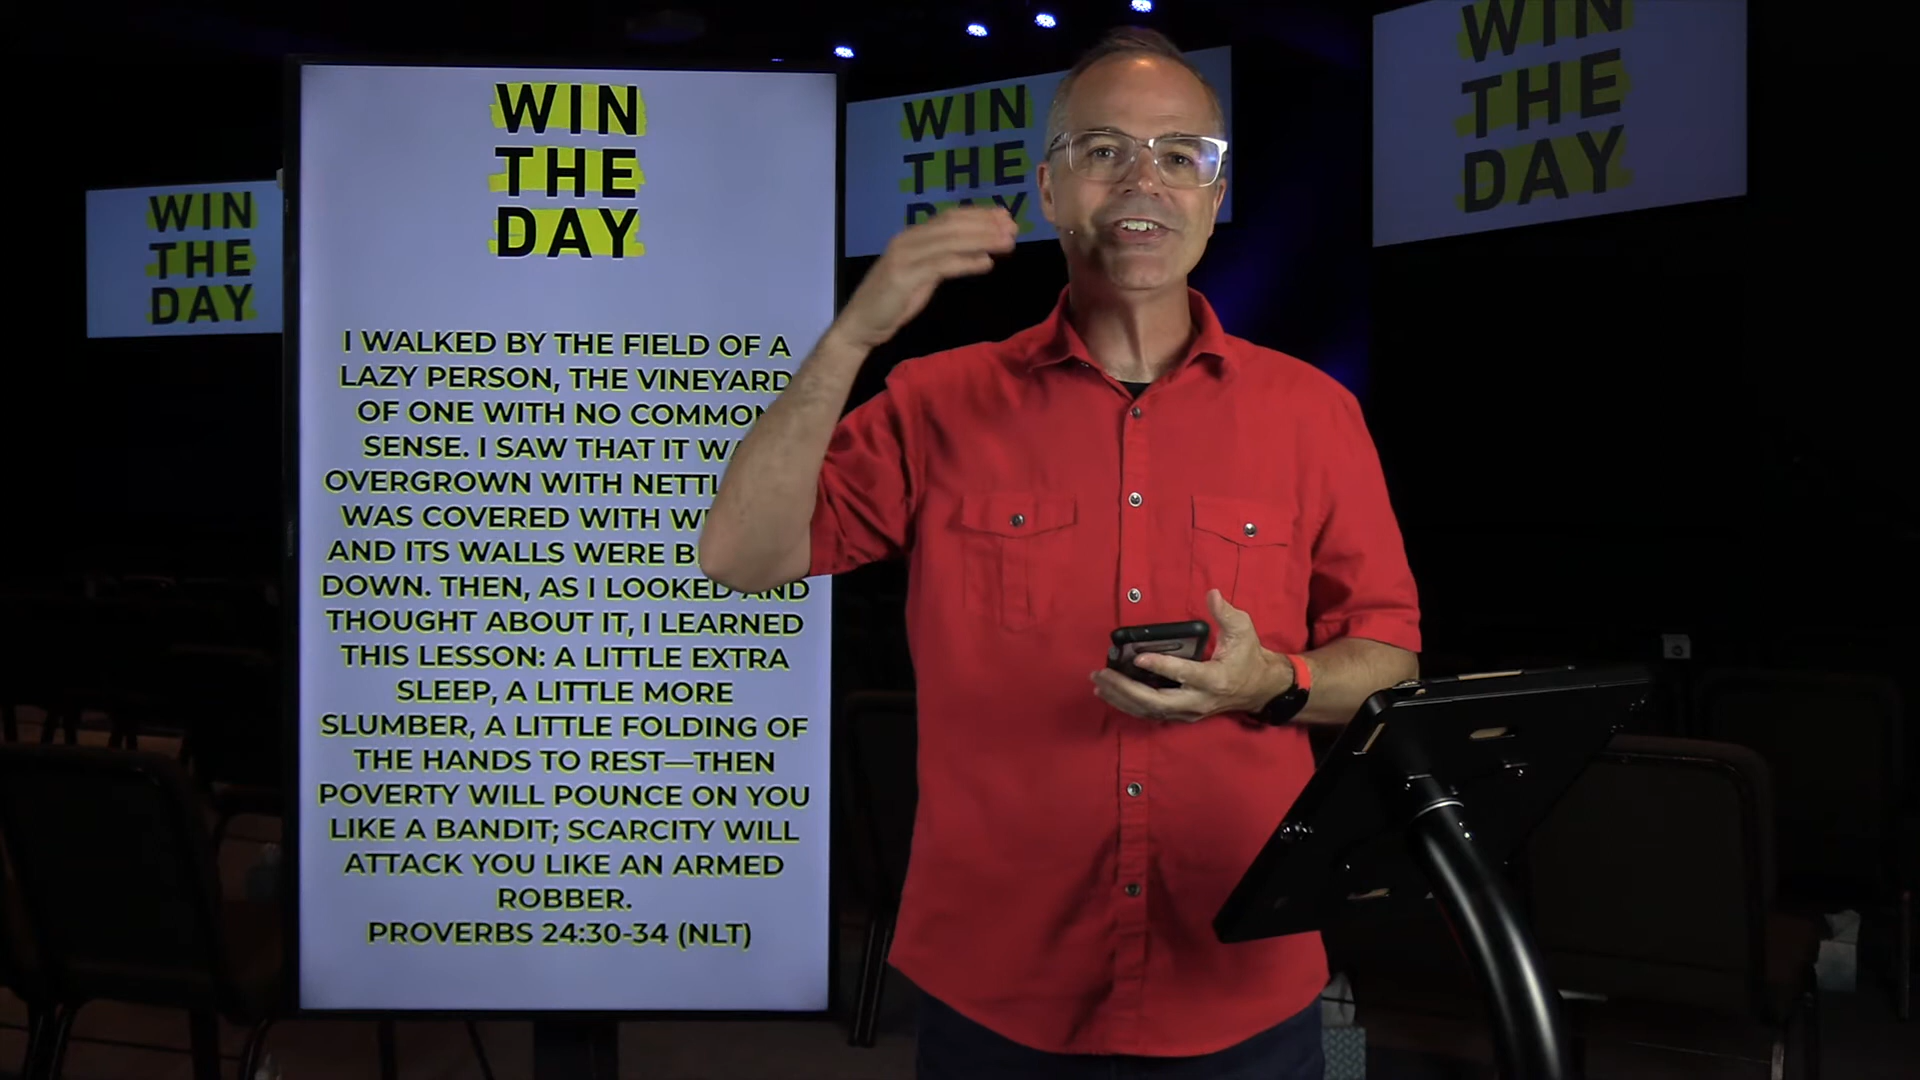 WIN
THE
DAY
I WALKED BY THE FIELD OF A
LAZY PERSON, THE VINEYARD
OF ONE WITH NO COMMON
SENSE. I SAW THAT IT
OVERGROWN WITH
WAS COVERED WITH
AND ITS WALLS WERE
DOWN. THEN, AS I LOOKED AND
THOUGHT ABOUT IT, I LEARNED
THIS LESSON: A LITTLE EXTRA
SLEEP, A LITTLE MORE
SLUMBER, A LITTLE FOLDING OF
THE HANDS TO REST—THEN
POVERTY WILL POUNCE ON YOU
LIKE A BANDIT; SCARCITY WILL
ATTACK YOU LIKE AN ARMED
ROBBER.
PROVERBS 24:30-34 (NLT)
WIN
THE
DAY
WIN
THE
DAY
WIN
THE
DAY